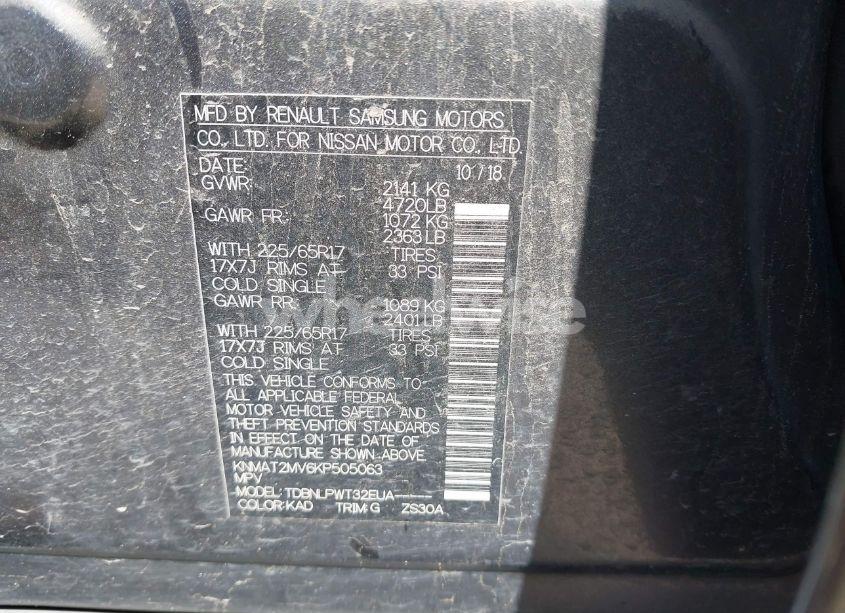 MFD BY RENAULT SAMSUNG MOTORS
CO., LTD. FOR NISSAN MOTOR CO., LTD.
DATE: 10/18
GVWR: 2141 KG
4720LB
GAWR FR: 1072 KG
2363LB
WITH 225/65R17 TIRES
17X7J RIMS AT 33 PSI
COLD SINGLE
GAWR RR: 1089 KG
2401LB
WITH 225/65R17 TIRES
17X7J RIMS AT 33 PSI
COLD SINGLE
THIS VEHICLE CONFORMS TO
ALL APPLICABLE FEDERAL
MOTOR VEHICLE SAFETY AND
THEFT PREVENTION STANDARDS
IN EFFECT ON THE DATE OF
MANUFACTURE SHOWN ABOVE.
KNMAT2MV6KP505063
MPV
MODEL: TDBNLPWT32EUA-----
COLOR:KAD TRIM:G ZS30A
wheelwise